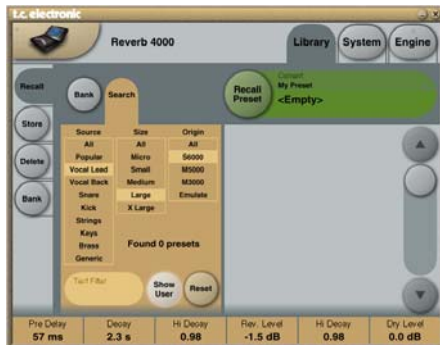 t.c. electronic
Reverb 4000
Library
System
Engine
Recall
Store
Delete
Bank
Bank
Search
Recall Preset
Current
My Preset
<Empty>
Source Size Origin
All All All
Popular Micro S6000
Vocal Lead Small M5000
Vocal Back Medium M3000
Snare Large Emulate
Kick X Large
Strings
Keys
Brass
Generic
Found 0 presets
Text Filter
Show User
Reset
Pre Delay Decay Hi Decay Rev. Level Hi Decay Dry Level
57 ms 2.3 s 0.98 -1.5 dB 0.98 0.0 dB